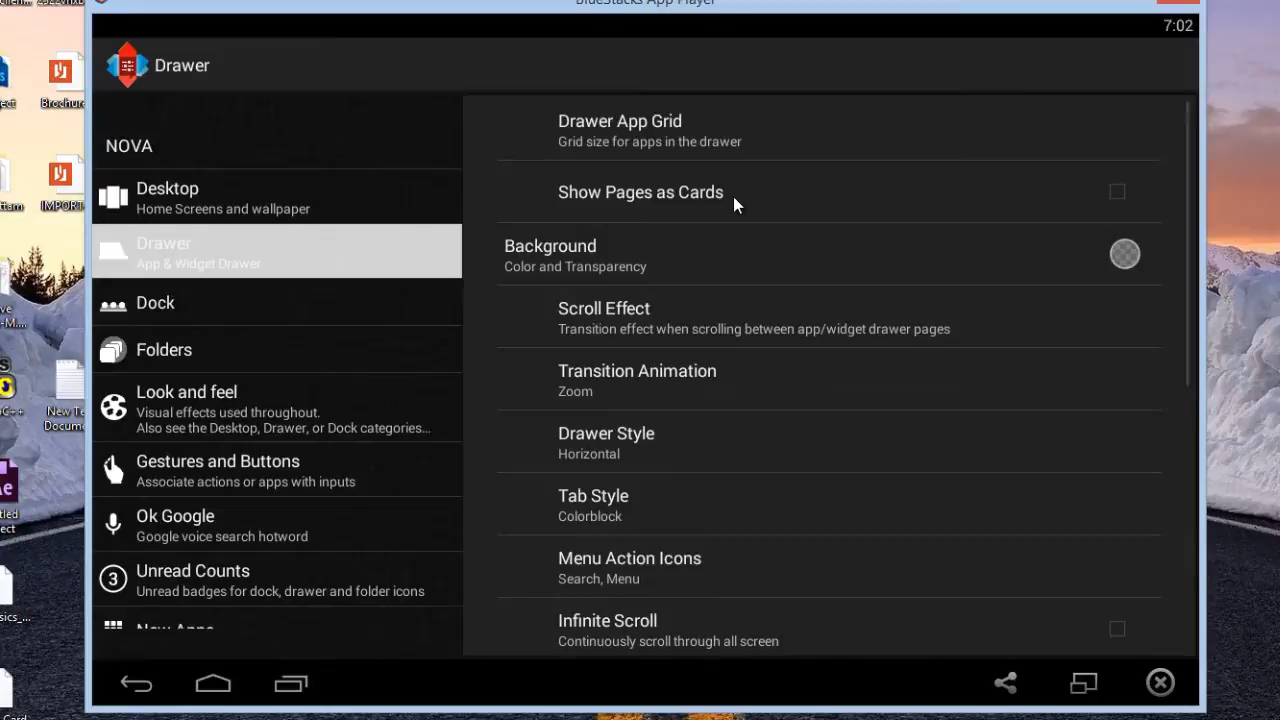 BlueStacks App Player
7:02
Drawer
NOVA
Desktop
Home Screens and wallpaper
Drawer
App & Widget Drawer
Dock
Folders
Look and feel
Visual effects used throughout.
Also see the Desktop, Drawer, or Dock categories...
Gestures and Buttons
Associate actions or apps with inputs
Ok Google
Google voice search hotword
3
Unread Counts
Unread badges for dock, drawer and folder icons
New Apps
Drawer App Grid
Grid size for apps in the drawer
Show Pages as Cards
Background
Color and Transparency
Scroll Effect
Transition effect when scrolling between app/widget drawer pages
Transition Animation
Zoom
Drawer Style
Horizontal
Tab Style
Colorblock
Menu Action Icons
Search, Menu
Infinite Scroll
Continuously scroll through all screen
ect
Brochure
IMPORT
New Te
Docume